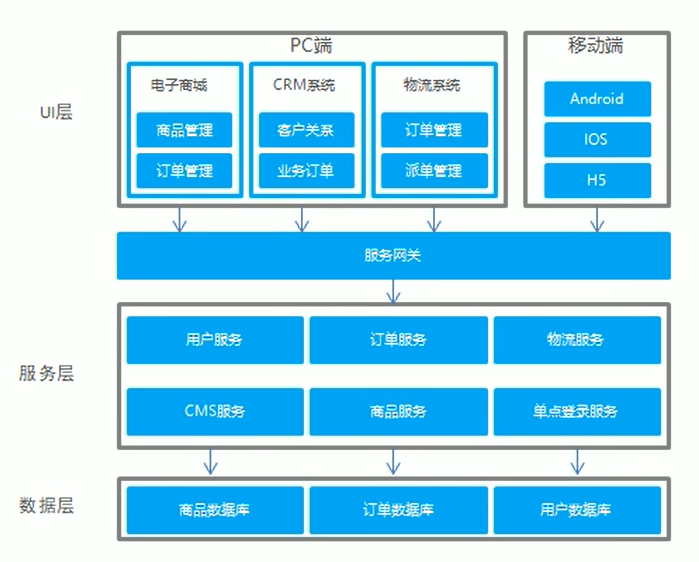 PC端
移动端
UI层
电子商城
CRM系统
物流系统
商品管理
客户关系
订单管理
订单管理
业务订单
派单管理
Android
IOS
H5
服务网关
服务层
用户服务
订单服务
物流服务
CMS服务
商品服务
单点登录服务
数据层
商品数据库
订单数据库
用户数据库